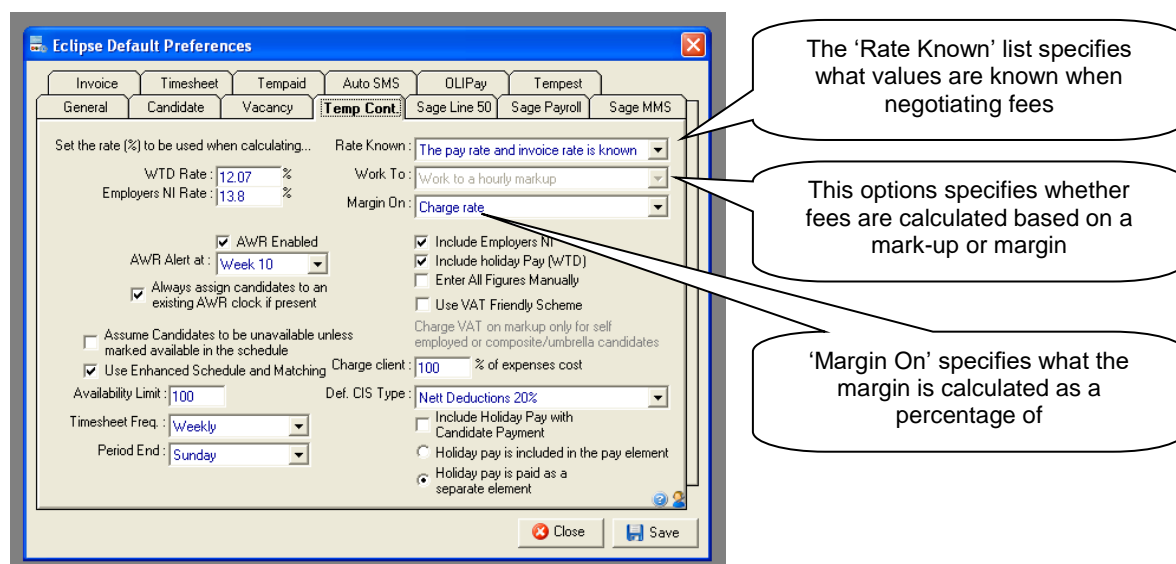 Eclipse Default Preferences
Invoice Timesheet Tempaid Auto SMS OLIPay Tempest
General Candidate Vacancy Temp Cont. Sage Line 50 Sage Payroll Sage MMS
Set the rate (%) to be used when calculating...
WTD Rate : 12.07 %
Employers NI Rate : 13.8 %
AWR Enabled
AWR Alert at : Week 10
Always assign candidates to an
existing AWR clock if present
Assume Candidates to be unavailable unless
marked available in the schedule
Use Enhanced Schedule and Matching
Availability Limit : 100
Timesheet Freq. : Weekly
Period End : Sunday
Rate Known : The pay rate and invoice rate is known
Work To : Work to a hourly markup
Margin On : Charge rate
Include Employers NI
Include holiday Pay (WTD)
Enter All Figures Manually
Use VAT Friendly Scheme
Charge VAT on markup only for self
employed or composite/umbrella candidates
Charge client : 100 % of expenses cost
Def. CIS Type : Nett Deductions 20%
Include Holiday Pay with
Candidate Payment
Holiday pay is included in the pay element
Holiday pay is paid as a
separate element
Close Save
The ‘Rate Known’ list specifies
what values are known when
negotiating fees
This options specifies whether
fees are calculated based on a
mark-up or margin
‘Margin On’ specifies what the
margin is calculated as a
percentage of